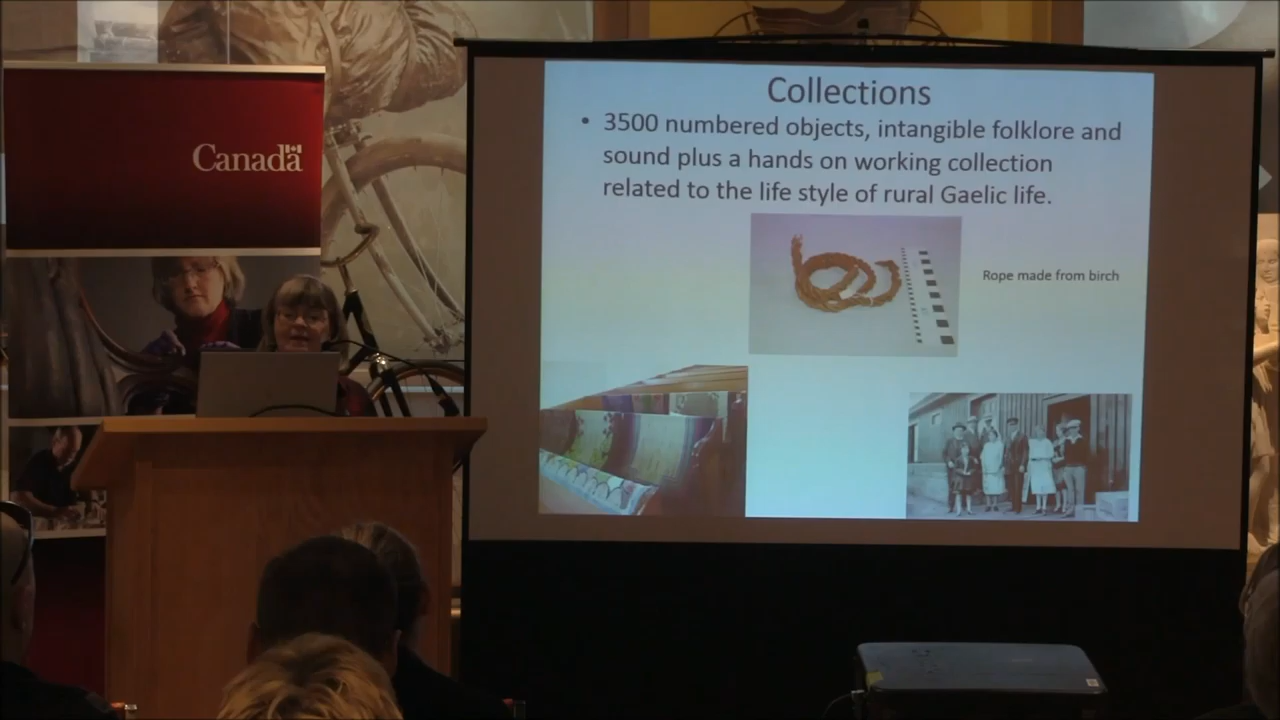 Canada
Collections
• 3500 numbered objects, intangible folklore and
sound plus a hands on working collection
related to the life style of rural Gaelic life.
Rope made from birch